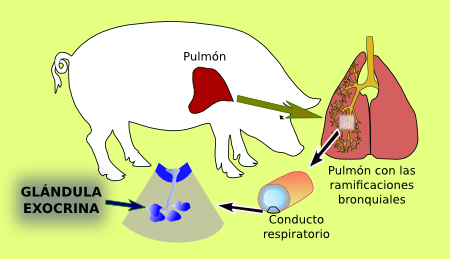 Pulmón
Pulmón con las
ramificaciones
bronquiales
GLÁNDULA
EXOCRINA
Conducto
respiratorio